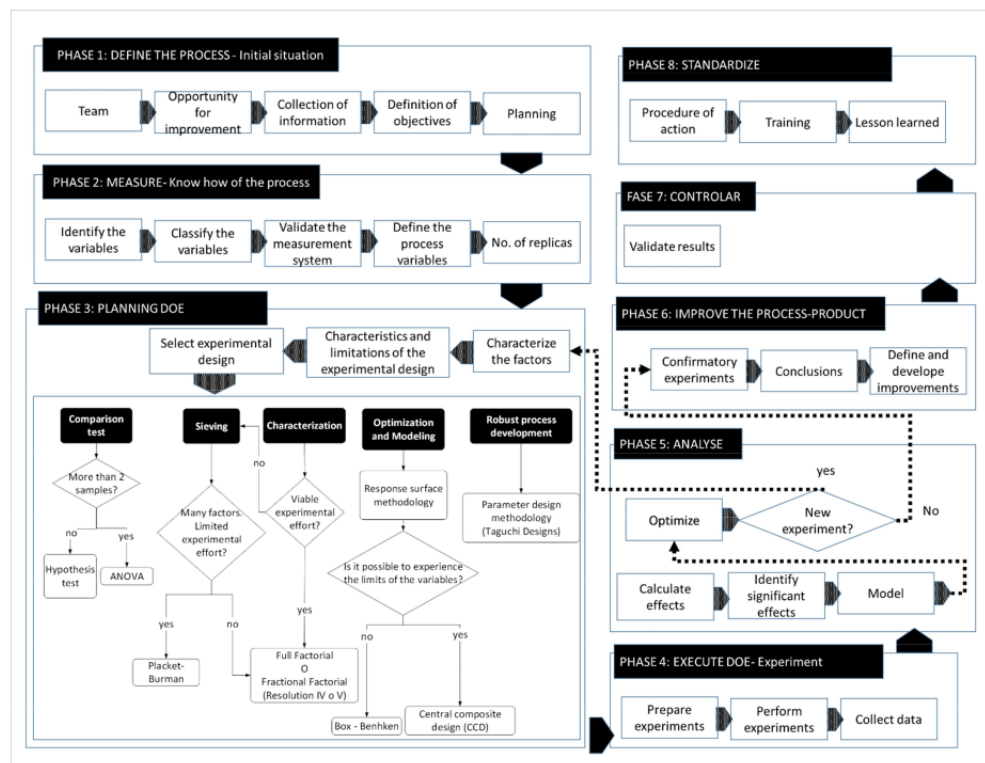 PHASE 1: DEFINE THE PROCESS - Initial situation
Team
Opportunity
for
improvement
Collection of
information
Definition of
objectives
Planning
PHASE 2: MEASURE- Know how of the process
Identify the
variables
Classify the
variables
Validate the
measurement
system
Define the
process
variables
No. of replicas
PHASE 3: PLANNING DOE
Select experimental
design
Characteristics and
limitations of the
experimental design
Characterize
the factors
Comparison
test
More than 2
samples?
no
yes
Hypothesis
test
ANOVA
Sieving
Many factors.
Limited
experimental
effort?
yes
no
Placket-
Burman
Characterization
no
Viable
experimental
effort?
yes
Full Factorial
O
Fractional Factorial
(Resolution IV o V)
Optimization
and Modeling
Response surface
methodology
Is it possible to experience
the limits of the variables?
no
yes
Box - Benhken
Central composite
design (CCD)
Robust process
development
Parameter design
methodology
(Taguchi Designs)
PHASE 4: EXECUTE DOE- Experiment
Prepare
experiments
Perform
experiments
Collect data
PHASE 5: ANALYSE
yes
Optimize
New
experiment?
No
Calculate
effects
Identify
significant
effects
Model
PHASE 6: IMPROVE THE PROCESS-PRODUCT
Confirmatory
experiments
Conclusions
Define and
develope
improvements
FASE 7: CONTROLAR
Validate results
PHASE 8: STANDARDIZE
Procedure of
action
Training
Lesson learned